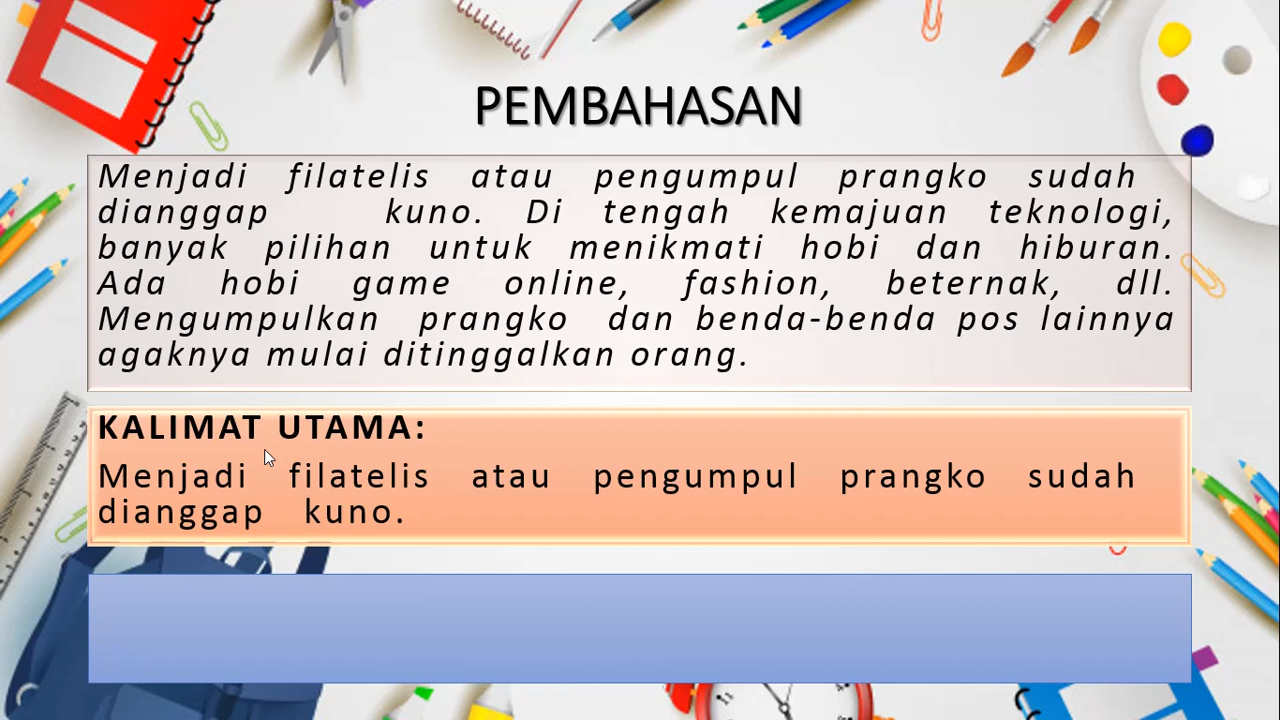 PEMBAHASAN
Menjadi filatelis atau pengumpul prangko sudah
dianggap kuno. Di tengah kemajuan teknologi,
banyak pilihan untuk menikmati hobi dan hiburan.
Ada hobi game online, fashion, beternak, dll.
Mengumpulkan prangko dan benda-benda pos lainnya
agaknya mulai ditinggalkan orang.
KALIMAT UTAMA:
Menjadi filatelis atau pengumpul prangko sudah
dianggap kuno.